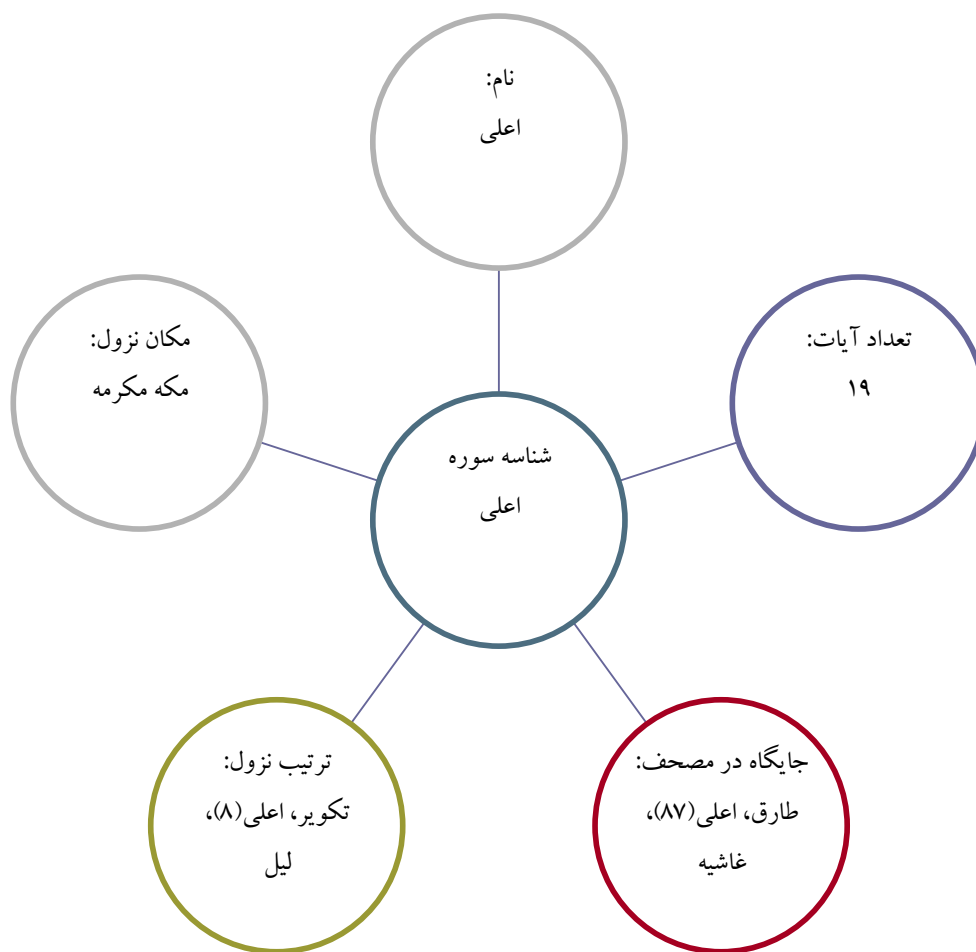 نام:
اعلی
تعداد آیات:
۱۹
مکان نزول:
مکه مکرمه
شناسه سوره
اعلی
جایگاه در مصحف:
طارق، اعلی(۸۷)،
غاشیه
ترتیب نزول:
تکویر، اعلی(۸)،
لیل